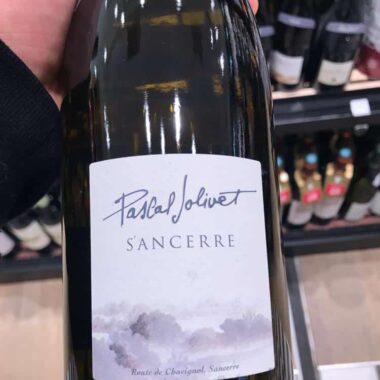 Pascal Jolivet
SANCERRE
Route de Chavignol, Sancerre